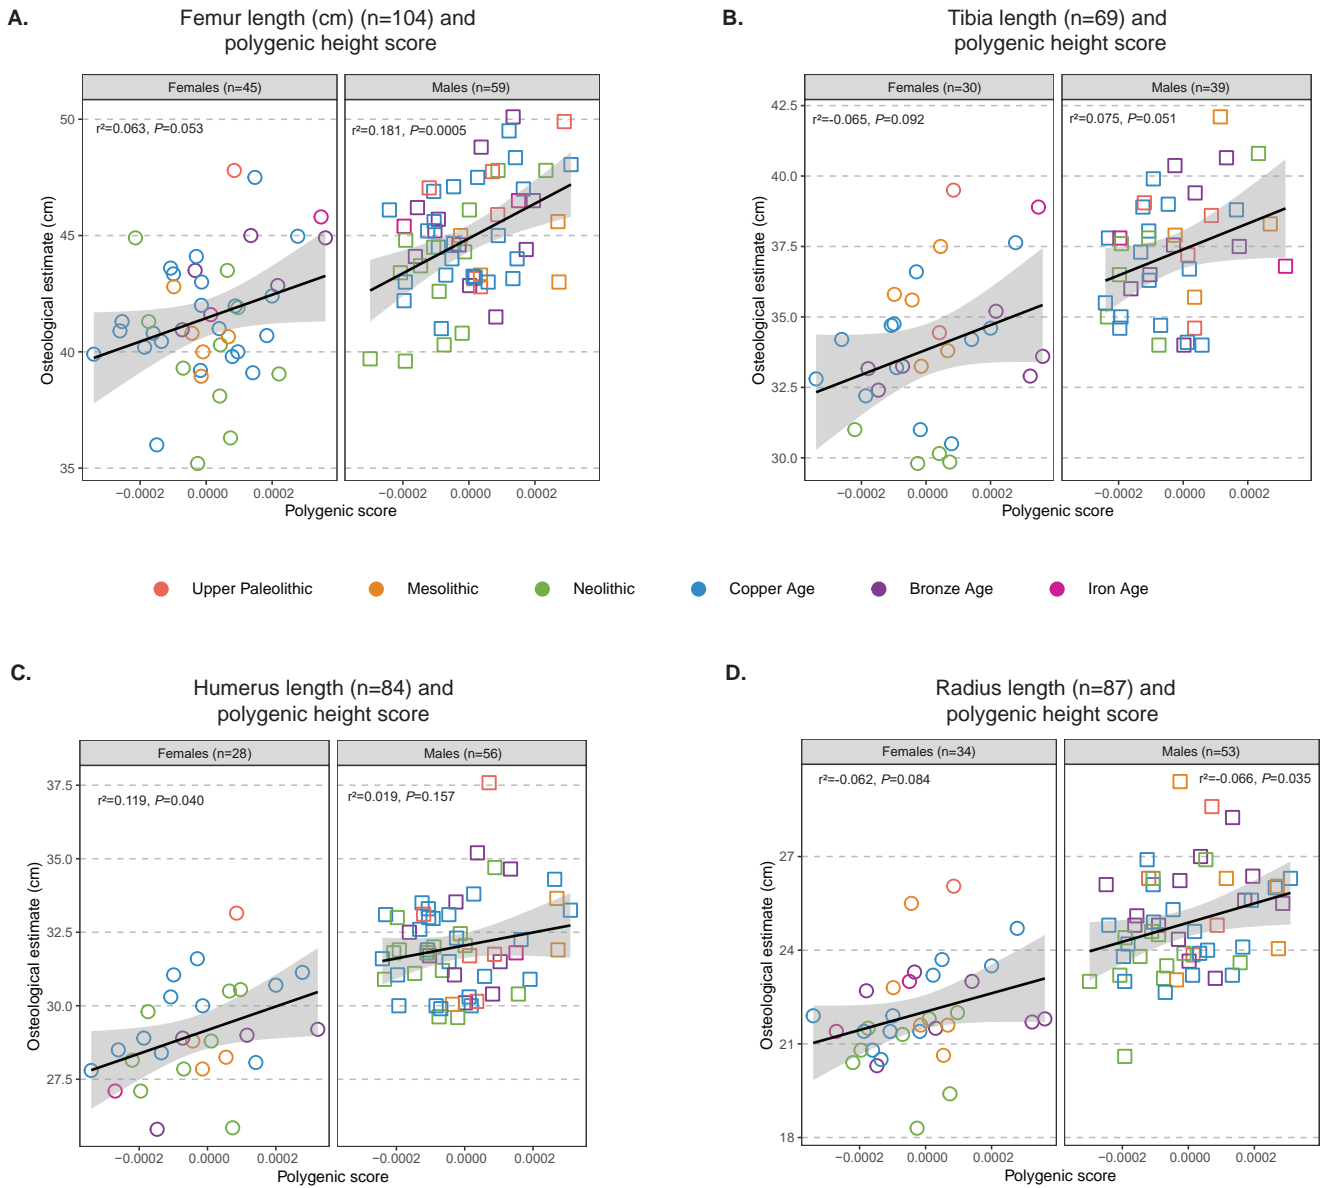 A.
Femur length (cm) (n=104) and
polygenic height score
Females (n=45)
Males (n=59)
r²=0.063, P=0.053
r²=0.181, P=0.0005
Osteological estimate (cm)
50
45
40
35
−0.0002
0.0000
0.0002
−0.0002
0.0000
0.0002
Polygenic score
B.
Tibia length (n=69) and
polygenic height score
Females (n=30)
Males (n=39)
r²=-0.065, P=0.092
r²=0.075, P=0.051
Osteological estimate (cm)
42.5
40.0
37.5
35.0
32.5
30.0
−0.0002
0.0000
0.0002
−0.0002
0.0000
0.0002
Polygenic score
Upper Paleolithic
Mesolithic
Neolithic
Copper Age
Bronze Age
Iron Age
C.
Humerus length (n=84) and
polygenic height score
Females (n=28)
Males (n=56)
r²=0.119, P=0.040
r²=0.019, P=0.157
Osteological estimate (cm)
37.5
35.0
32.5
30.0
27.5
−0.0002
0.0000
0.0002
−0.0002
0.0000
0.0002
Polygenic score
D.
Radius length (n=87) and
polygenic height score
Females (n=34)
Males (n=53)
r²=-0.062, P=0.084
r²=-0.066, P=0.035
Osteological estimate (cm)
27
24
21
18
−0.0002
0.0000
0.0002
−0.0002
0.0000
0.0002
Polygenic score